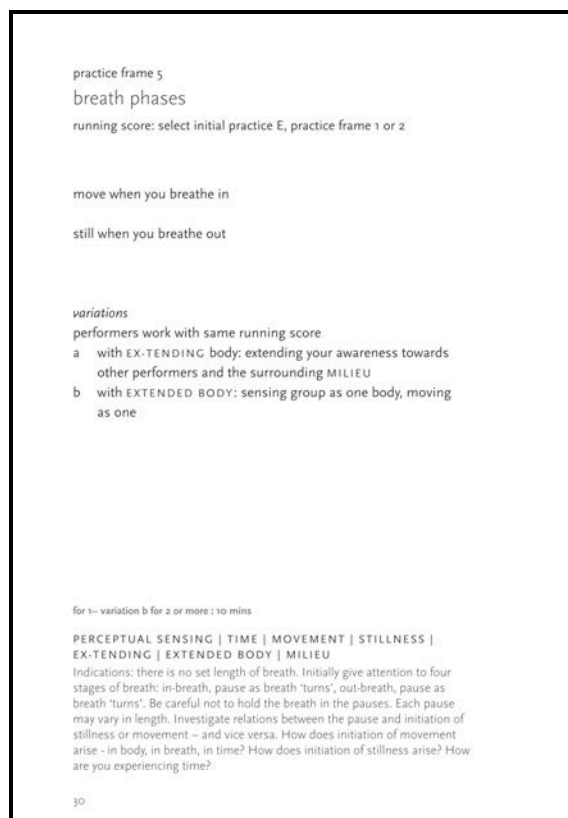 practice frame 5
breath phases
running score: select initial practice E, practice frame 1 or 2
move when you breathe in
still when you breathe out
variations
performers work with same running score
a with EX-TENDING body: extending your awareness towards
other performers and the surrounding MILIEU
b with EXTENDED BODY: sensing group as one body, moving
as one
for 1– variation b for 2 or more : 10 mins
PERCEPTUAL SENSING | TIME | MOVEMENT | STILLNESS |
EX-TENDING | EXTENDED BODY | MILIEU
Indications: there is no set length of breath. Initially give attention to four
stages of breath: in-breath, pause as breath ‘turns’, out-breath, pause as
breath ‘turns’. Be careful not to hold the breath in the pauses. Each pause
may vary in length. Investigate relations between the pause and initiation of
stillness or movement – and vice versa. How does initiation of movement
arise - in body, in breath, in time? How does initiation of stillness arise? How
are you experiencing time?
30